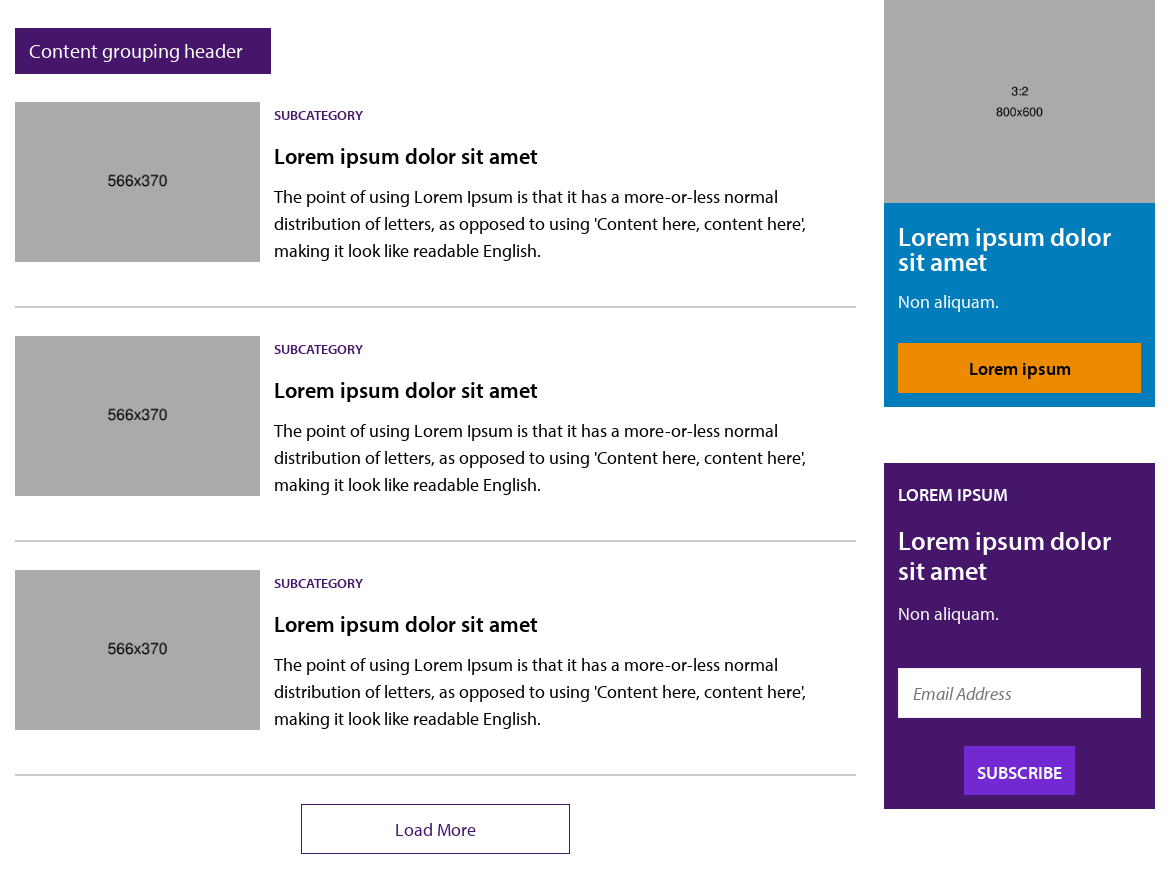 Content grouping header
566x370
SUBCATEGORY
Lorem ipsum dolor sit amet
The point of using Lorem Ipsum is that it has a more-or-less normal
distribution of letters, as opposed to using 'Content here, content here',
making it look like readable English.
566x370
SUBCATEGORY
Lorem ipsum dolor sit amet
The point of using Lorem Ipsum is that it has a more-or-less normal
distribution of letters, as opposed to using 'Content here, content here',
making it look like readable English.
566x370
SUBCATEGORY
Lorem ipsum dolor sit amet
The point of using Lorem Ipsum is that it has a more-or-less normal
distribution of letters, as opposed to using 'Content here, content here',
making it look like readable English.
Load More
3:2
800x600
Lorem ipsum dolor
sit amet
Non aliquam.
Lorem ipsum
LOREM IPSUM
Lorem ipsum dolor
sit amet
Non aliquam.
Email Address
SUBSCRIBE